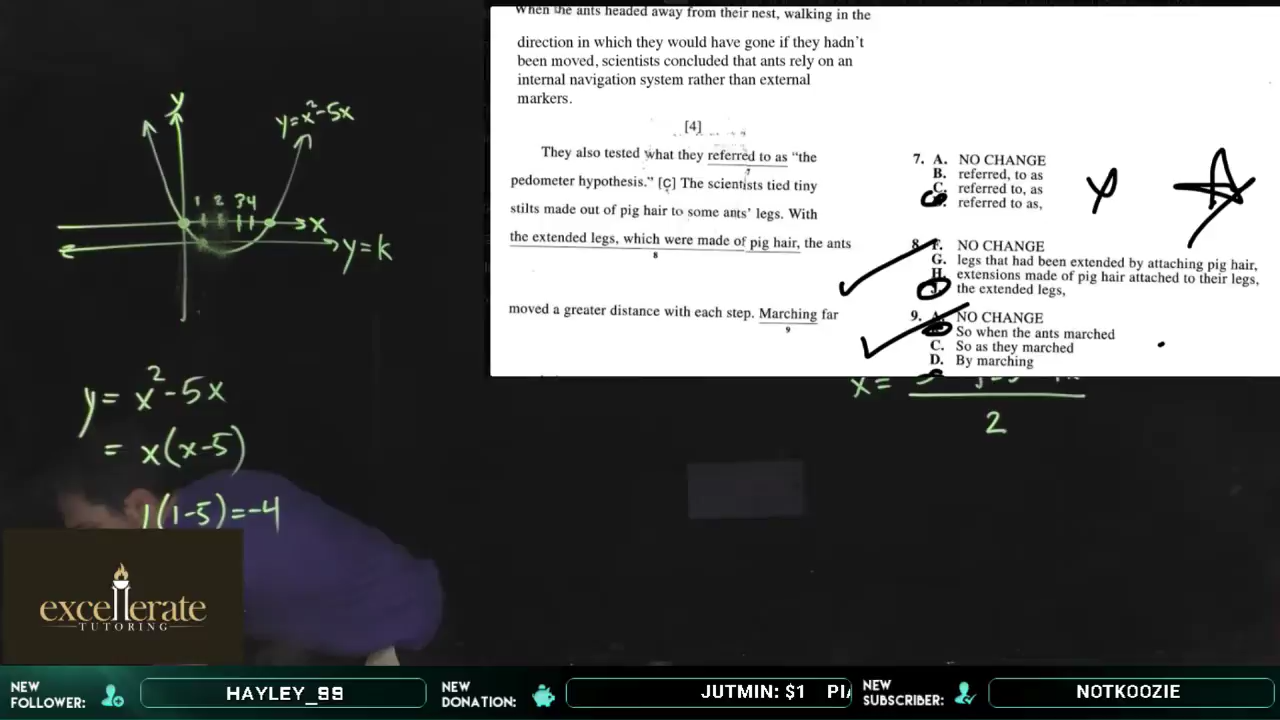 When the ants headed away from their nest, walking in the
direction in which they would have gone if they hadn't
been moved, scientists concluded that ants rely on an
internal navigation system rather than external
markers.
[4]
They also tested what they referred to as "the
7
pedometer hypothesis." [C] The scientists tied tiny
stilts made out of pig hair to some ants' legs. With
the extended legs, which were made of pig hair, the ants
8
moved a greater distance with each step. Marching far
9
7. A. NO CHANGE
B. referred, to as
C. referred to, as
referred to as,
8. F. NO CHANGE
G. legs that had been extended by attaching pig hair,
H. extensions made of pig hair attached to their legs,
J. the extended legs,
9. A. NO CHANGE
So when the ants marched
C. So as they marched
D. By marching
y
y=x²-5x
1 2 3 4
x
y=k
y = x²-5x
= x(x-5)
1(1-5)=-4
x=
2
excellerate
TUTORING
NEW FOLLOWER:
HAYLEY_99
NEW DONATION:
JUTMIN: $1
NEW SUBSCRIBER:
NOTKOOZIE